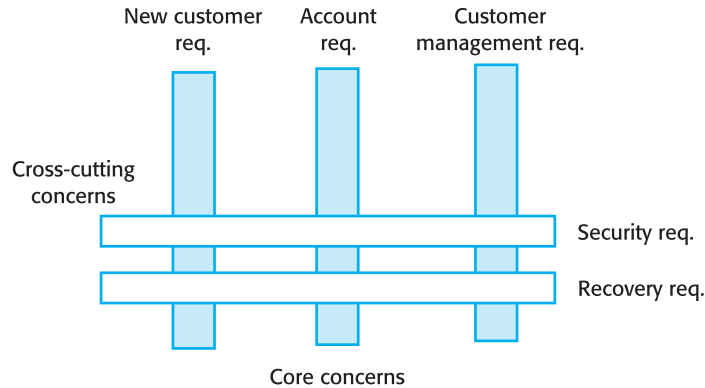 New customer
req.
Account
req.
Customer
management req.
Cross-cutting
concerns
Security req.
Recovery req.
Core concerns